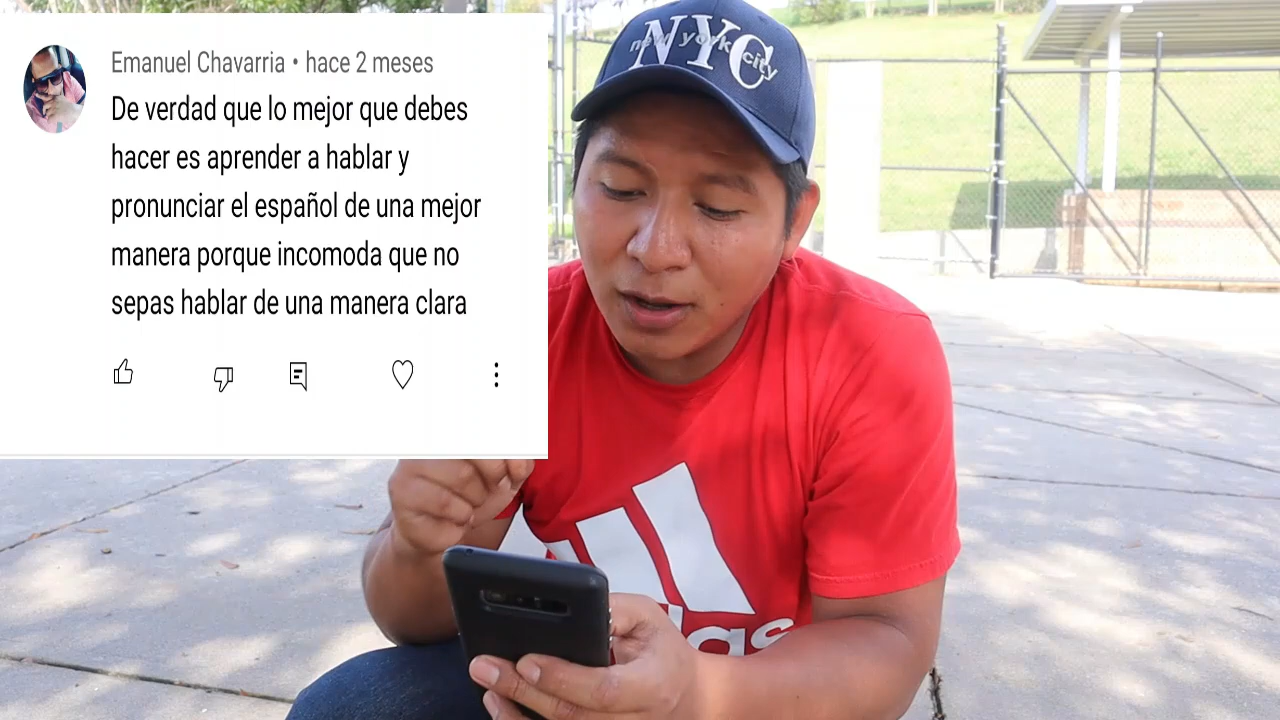 Emanuel Chavarria • hace 2 meses
De verdad que lo mejor que debes
hacer es aprender a hablar y
pronunciar el español de una mejor
manera porque incomoda que no
sepas hablar de una manera clara
NYC
new york city